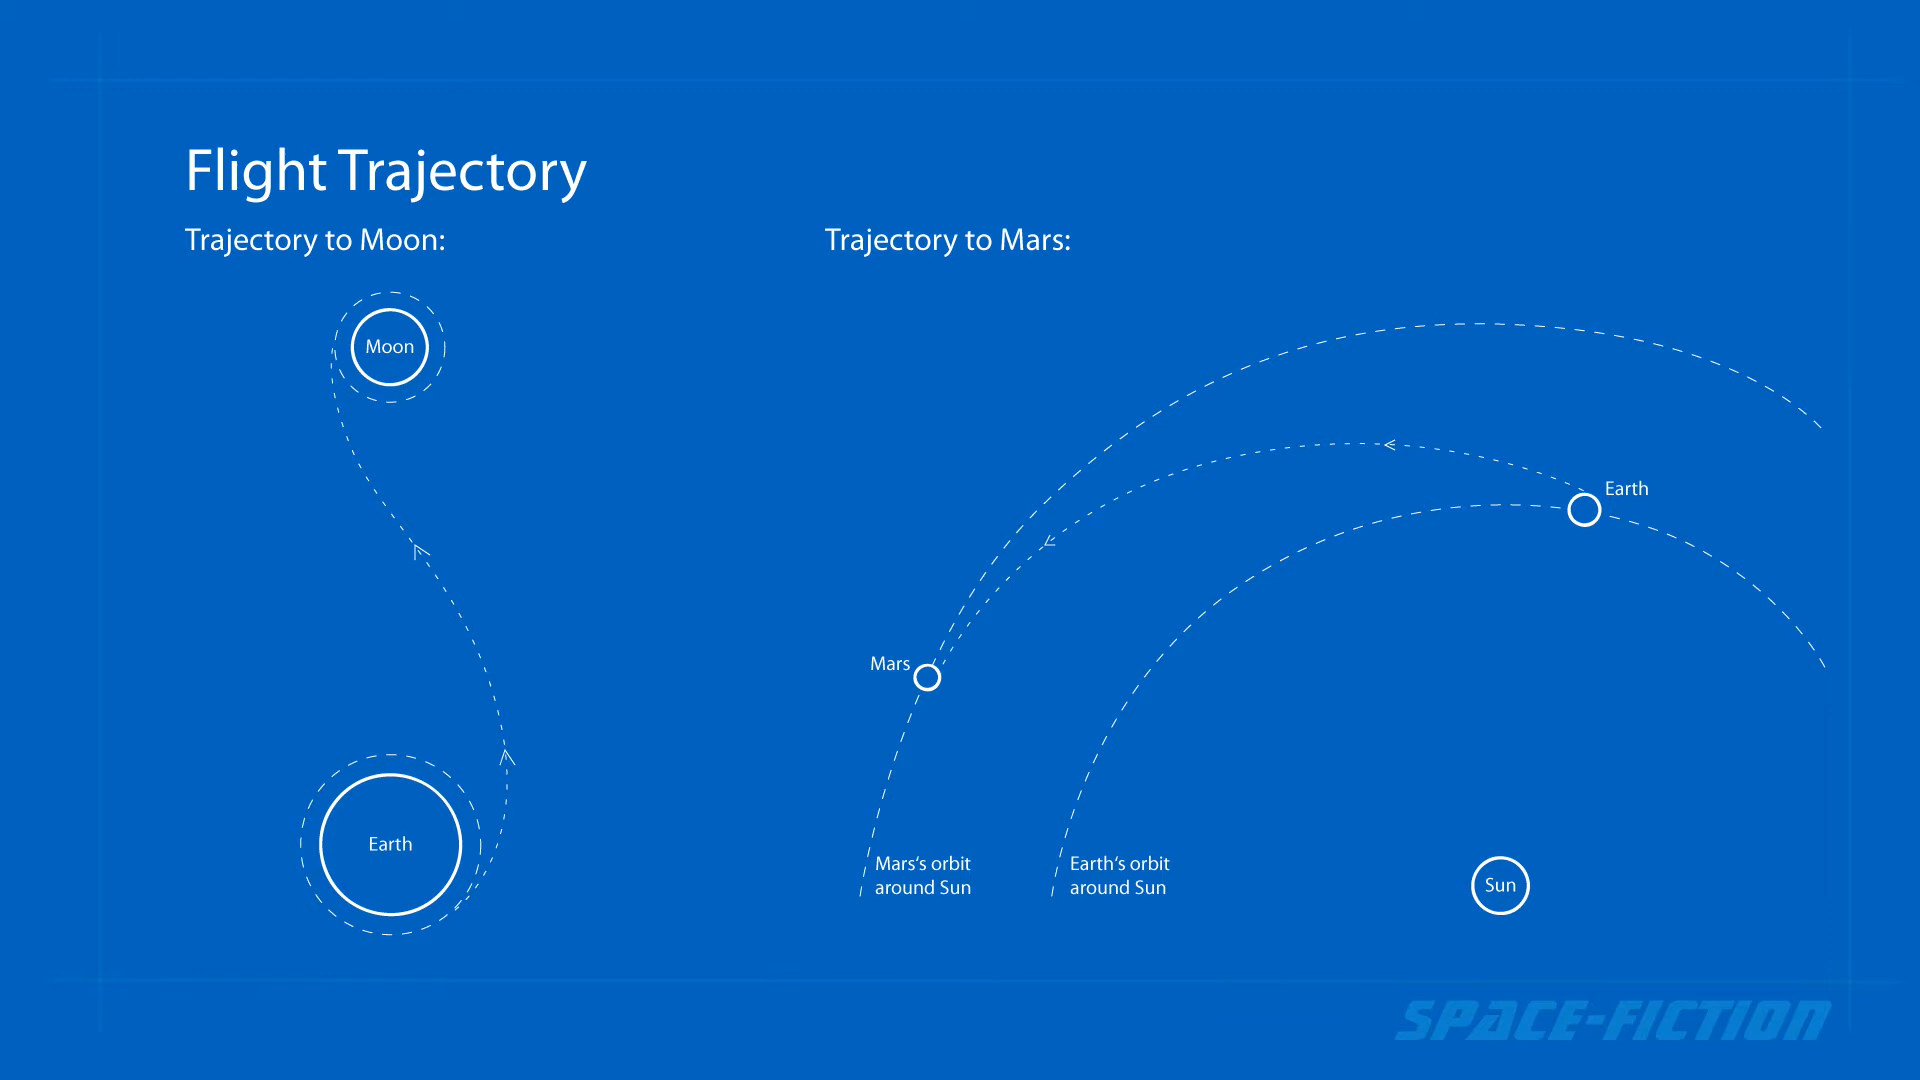 Flight Trajectory
Trajectory to Moon:
Trajectory to Mars:
Moon
Earth
Mars
Earth
Mars‘s orbit
around Sun
Earth‘s orbit
around Sun
Sun
SPACE-FICTION